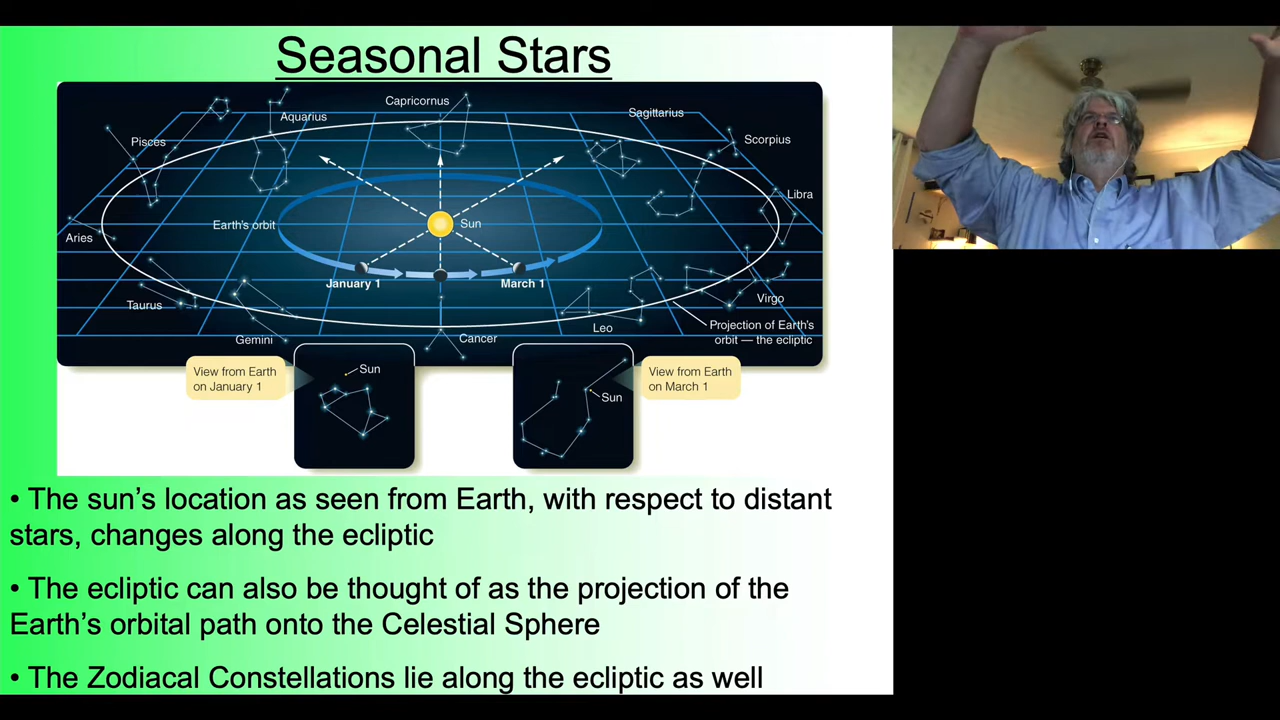 Seasonal Stars
Capricornus
Aquarius
Sagittarius
Pisces
Scorpius
Libra
Earth's orbit
Sun
Aries
January 1
March 1
Taurus
Virgo
Leo
Projection of Earth's
orbit — the ecliptic
Gemini
Cancer
View from Earth
on January 1
Sun
View from Earth
on March 1
Sun
• The sun's location as seen from Earth, with respect to distant
stars, changes along the ecliptic
• The ecliptic can also be thought of as the projection of the
Earth's orbital path onto the Celestial Sphere
• The Zodiacal Constellations lie along the ecliptic as well